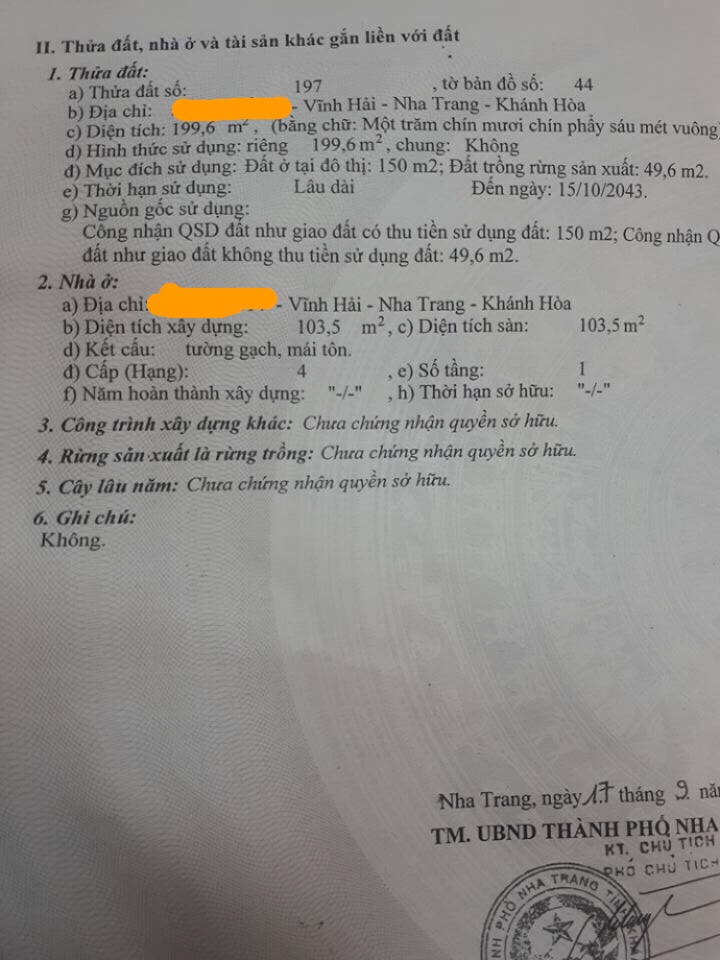 II. Thửa đất, nhà ở và tài sản khác gắn liền với đất
1. Thửa đất:
a) Thửa đất số: 197 , tờ bản đồ số: 44
b) Địa chỉ: - Vĩnh Hải - Nha Trang - Khánh Hòa
c) Diện tích: 199,6 m², (bằng chữ: Một trăm chín mươi chín phẩy sáu mét vuông)
d) Hình thức sử dụng: riêng 199,6 m², chung: Không
đ) Mục đích sử dụng: Đất ở tại đô thị: 150 m2; Đất trồng rừng sản xuất: 49,6 m2.
e) Thời hạn sử dụng: Lâu dài Đến ngày: 15/10/2043.
g) Nguồn gốc sử dụng:
Công nhận QSD đất như giao đất có thu tiền sử dụng đất: 150 m2; Công nhận Q
đất như giao đất không thu tiền sử dụng đất: 49,6 m2.
2. Nhà ở:
a) Địa chỉ: - Vĩnh Hải - Nha Trang - Khánh Hòa
b) Diện tích xây dựng: 103,5 m², c) Diện tích sàn: 103,5 m²
d) Kết cấu: tường gạch, mái tôn.
đ) Cấp (Hạng): 4 , e) Số tầng: 1
f) Năm hoàn thành xây dựng: "-/-" , h) Thời hạn sở hữu: "-/-"
3. Công trình xây dựng khác: Chưa chứng nhận quyền sở hữu.
4. Rừng sản xuất là rừng trồng: Chưa chứng nhận quyền sở hữu.
5. Cây lâu năm: Chưa chứng nhận quyền sở hữu.
6. Ghi chú:
Không.
Nha Trang, ngày 17 tháng 9 năm
TM. UBND THÀNH PHỐ NHA
KT. CHỦ TỊCH
PHÓ CHỦ TỊCH
PHỐ NHA TRANG